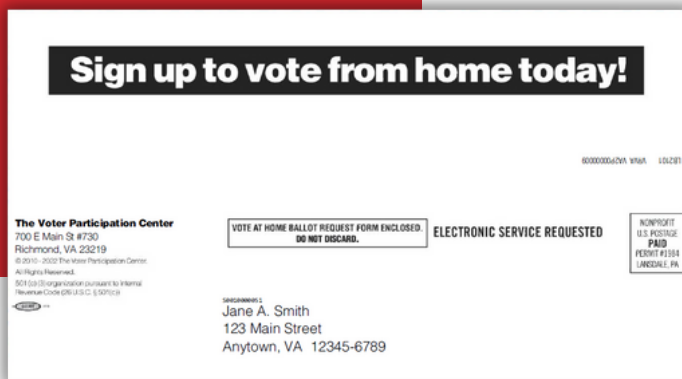 Sign up to vote from home today!
The Voter Participation Center
700 E Main St #730
Richmond, VA 23219
© 2010 - 2002 The Voter Participation Center.
All Rights Reserved.
501 (c) (3) organization pursuant to Internal
Revenue Code (26 U.S.C. § 501(c))
VOTE AT HOME BALLOT REQUEST FORM ENCLOSED.
DO NOT DISCARD.
ELECTRONIC SERVICE REQUESTED
NONPROFIT
U.S. POSTAGE
PAID
PERMIT #1984
LANSDALE, PA
Jane A. Smith
123 Main Street
Anytown, VA 12345-6789